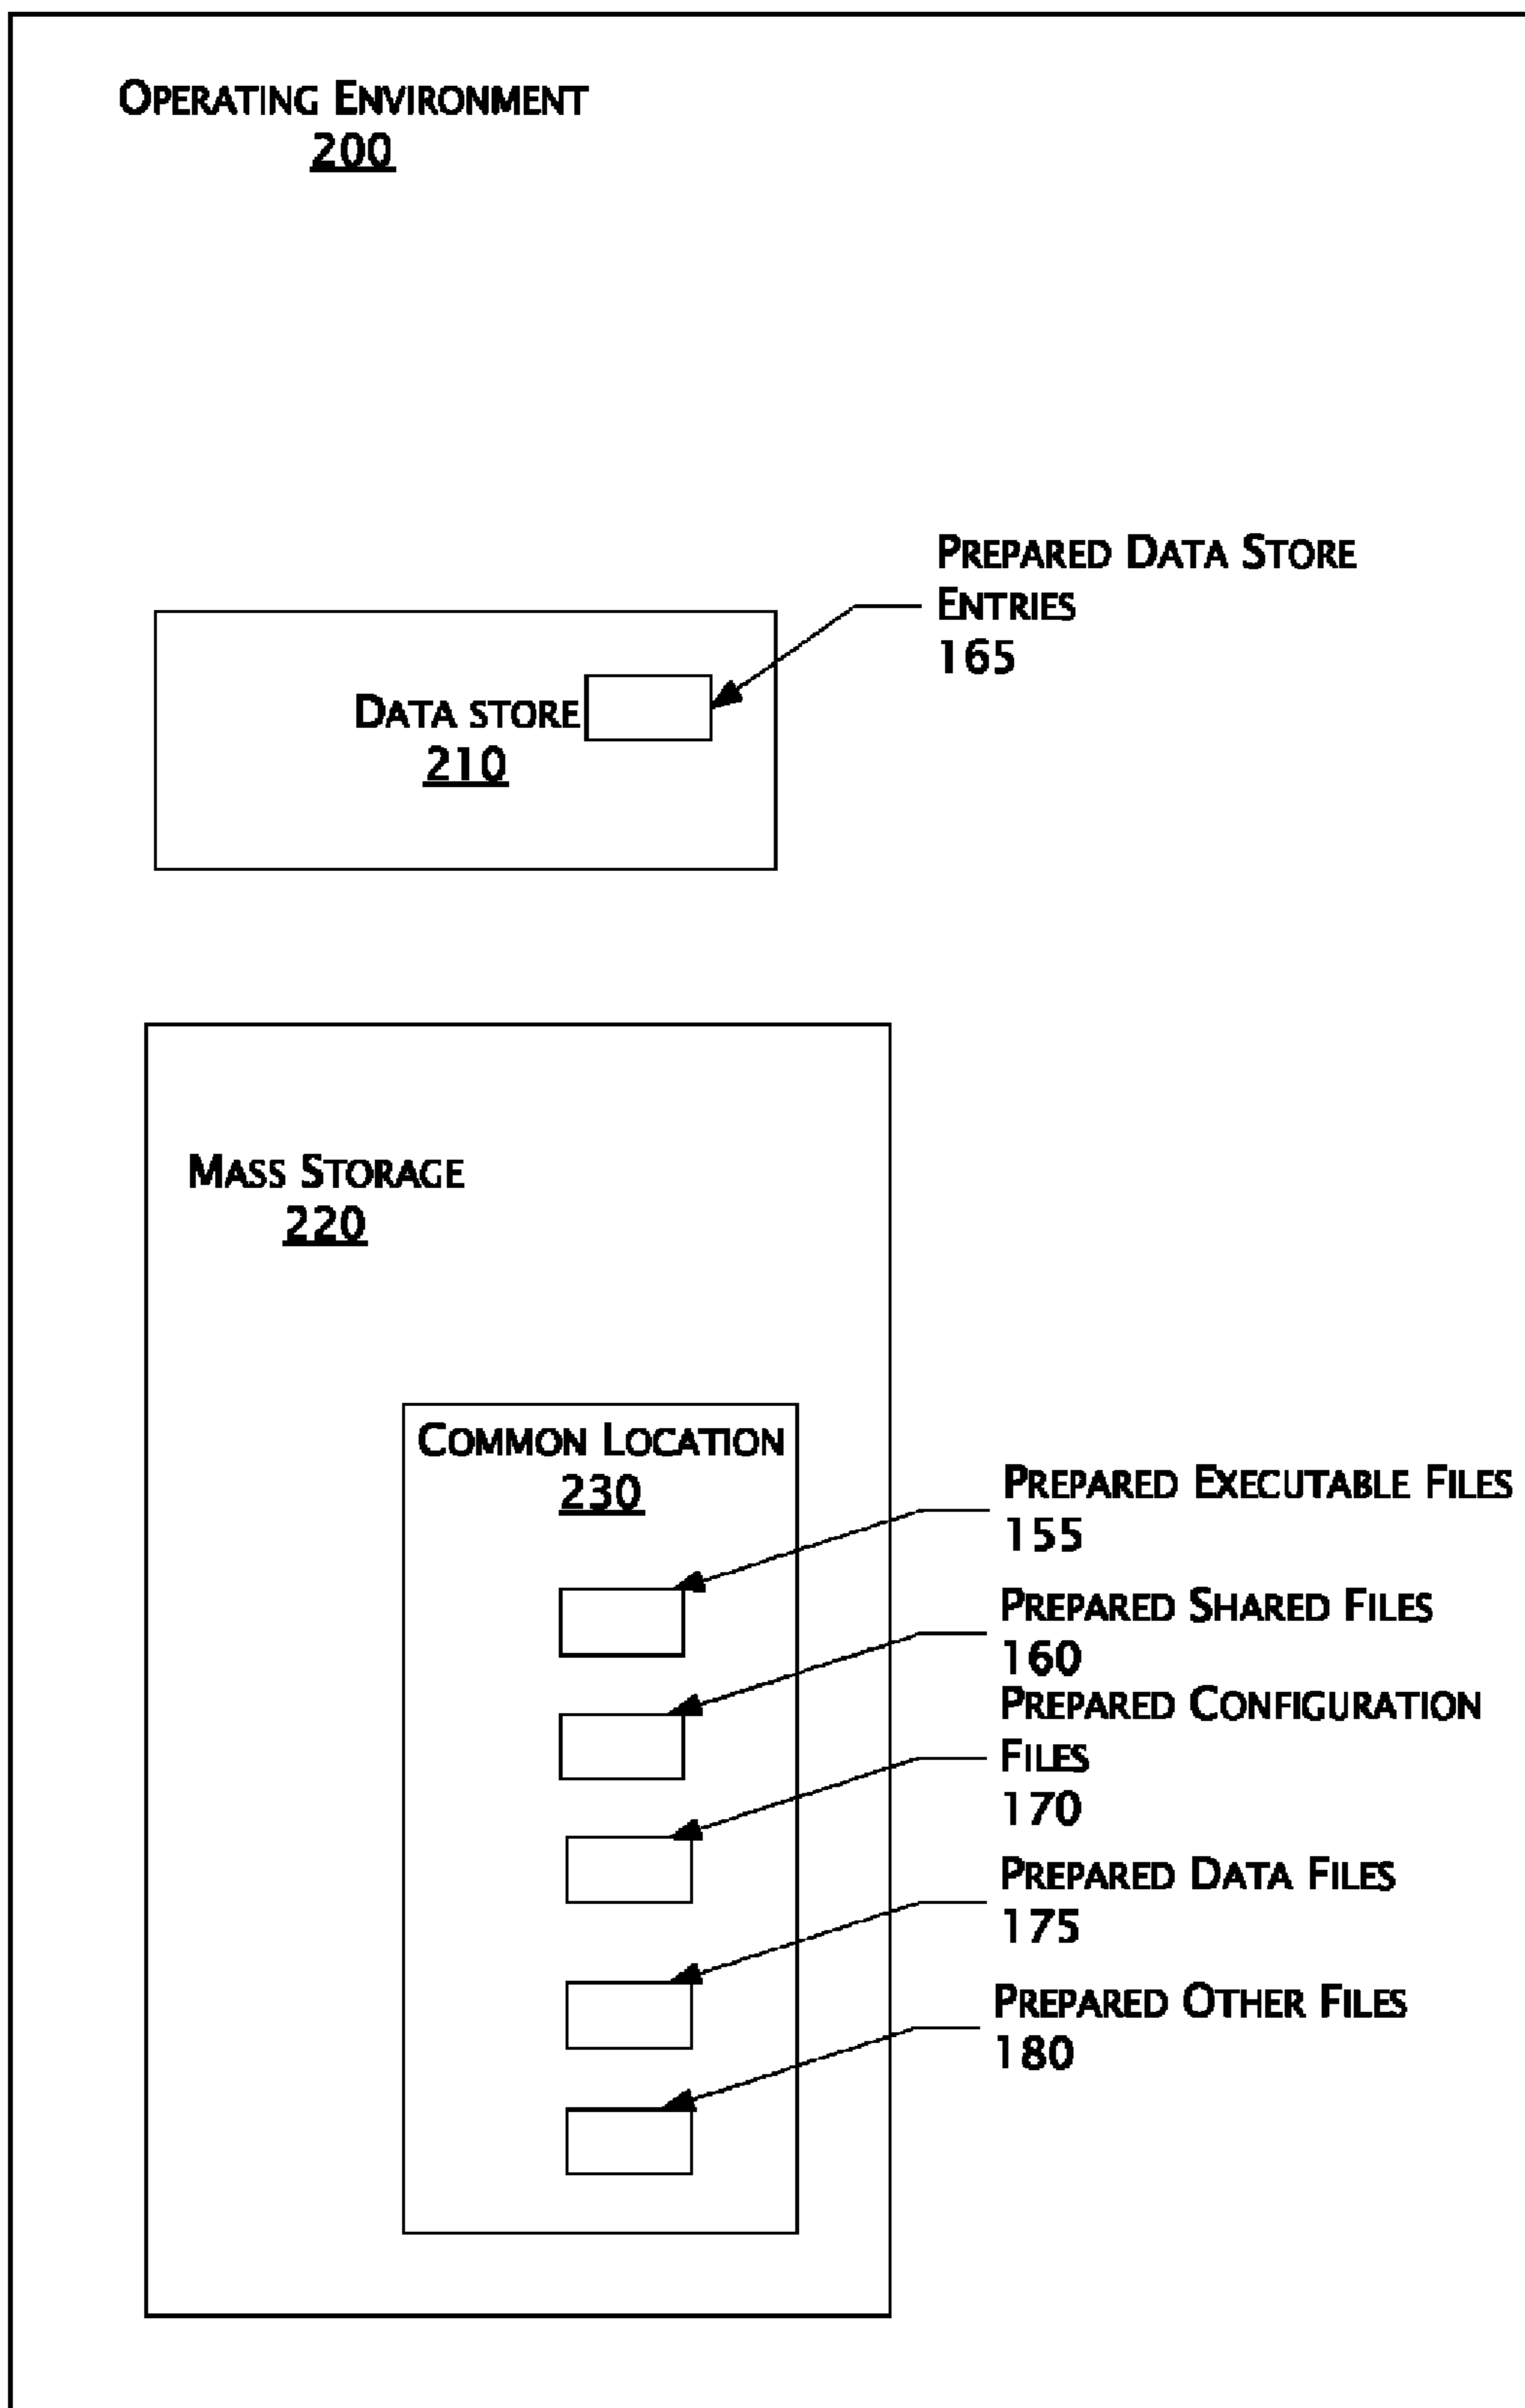 OPERATING ENVIRONMENT
200
PREPARED DATA STORE
ENTRIES
165
DATA STORE
210
MASS STORAGE
220
COMMON LOCATION
230
PREPARED EXECUTABLE FILES
155
PREPARED SHARED FILES
160
PREPARED CONFIGURATION
FILES
170
PREPARED DATA FILES
175
PREPARED OTHER FILES
180